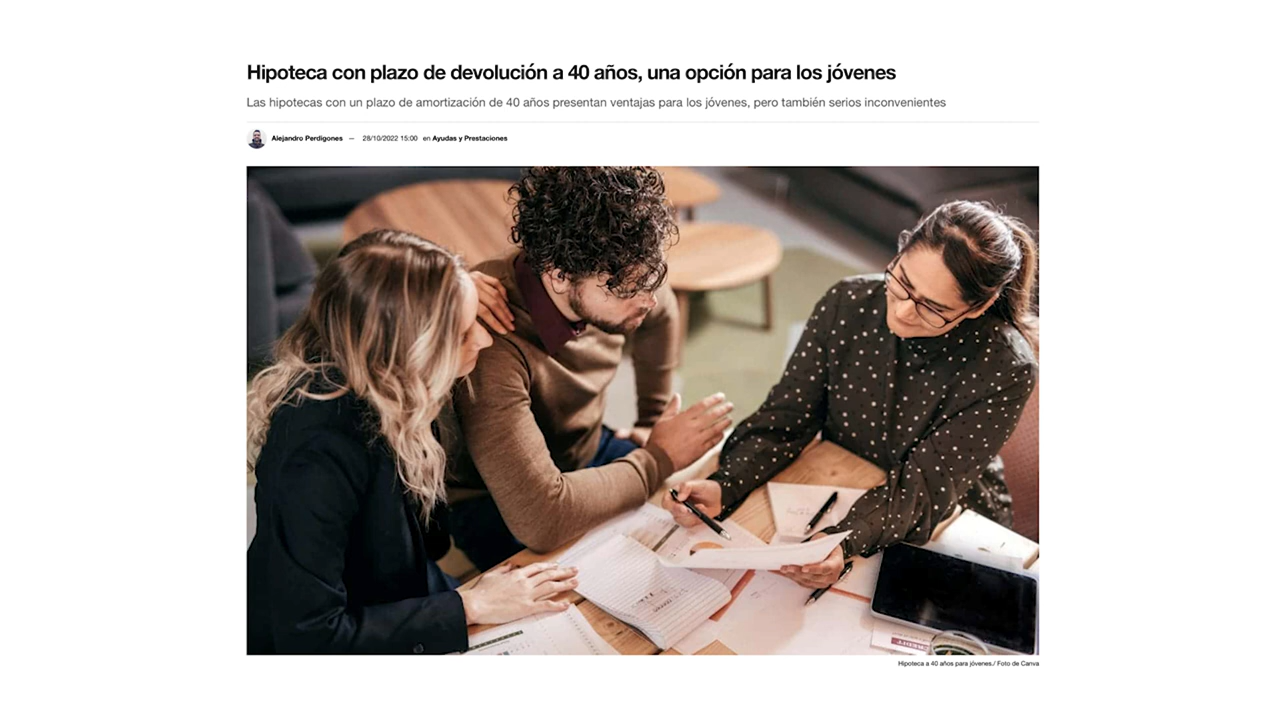 Hipoteca con plazo de devolución a 40 años, una opción para los jóvenes
Las hipotecas con un plazo de amortización de 40 años presentan ventajas para los jóvenes, pero también serios inconvenientes
Alejandro Perdigones — 28/10/2022 15:00 en Ayudas y Prestaciones
CREDIT
Hipoteca a 40 años para jóvenes./ Foto de Canva